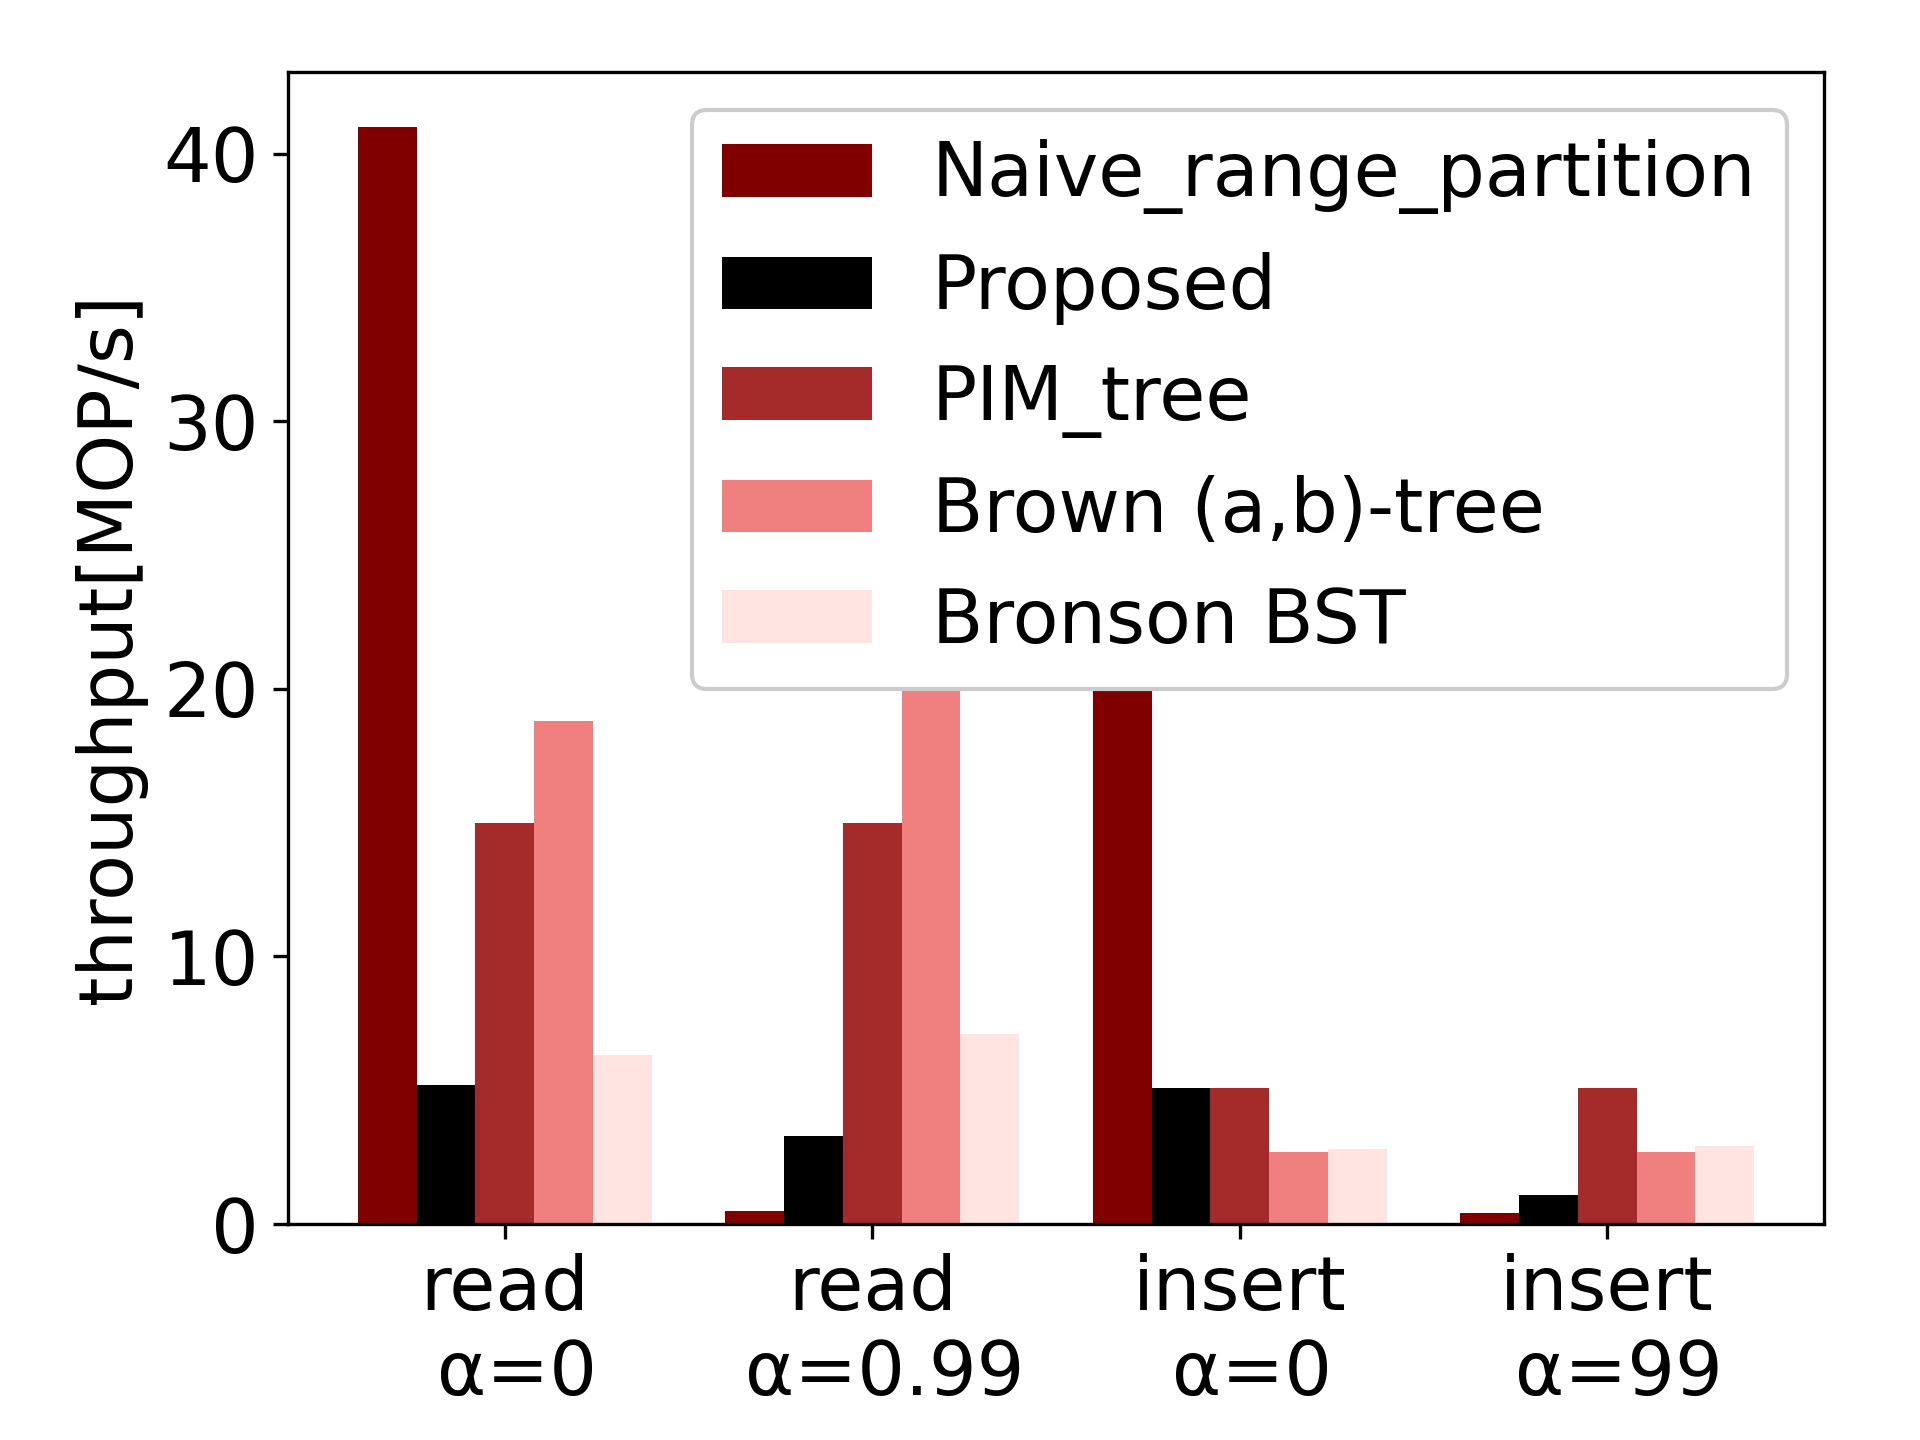 throughput[MOP/s]
40
30
20
10
0
Naive_range_partition
Proposed
PIM_tree
Brown (a,b)-tree
Bronson BST
read
α=0
read
α=0.99
insert
α=0
insert
α=99